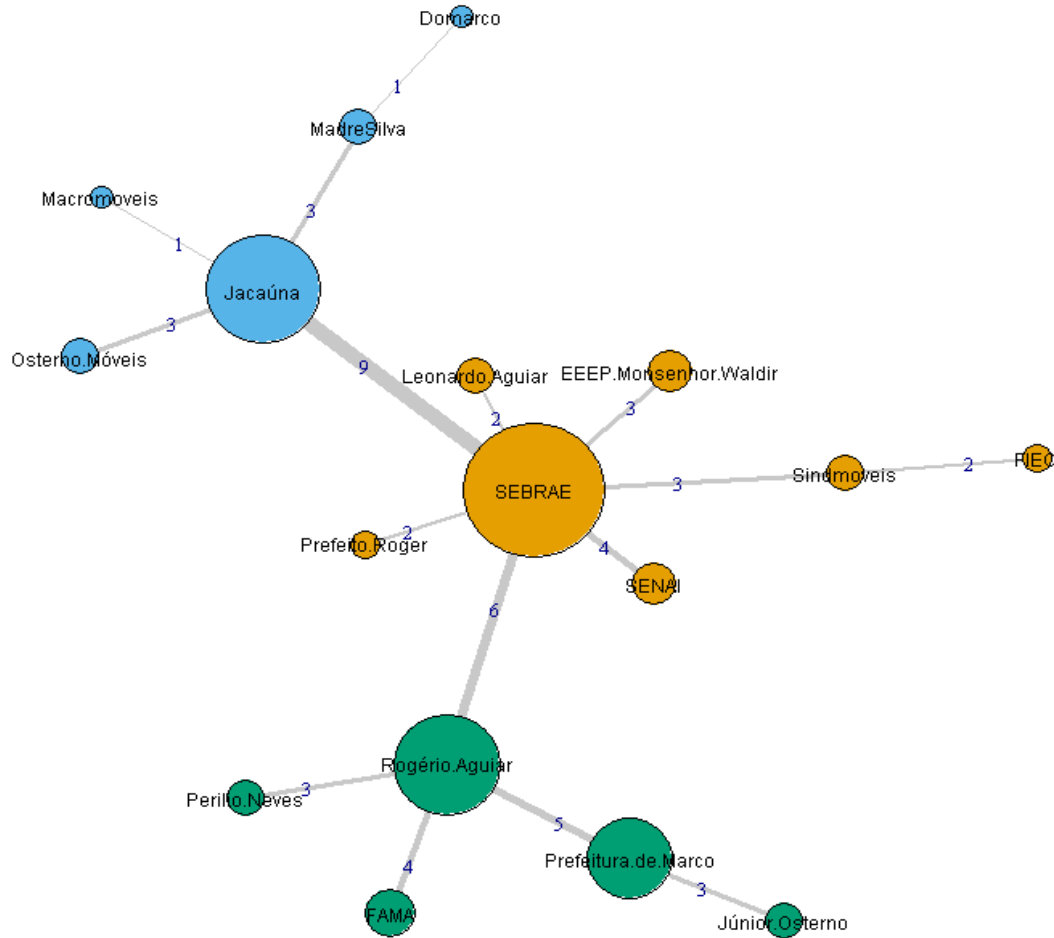 Domarco
1
MadreSilva
Macromoveis
3
1
Jacaúna
3
Osterno.Móveis
9
Leonardo.Aguiar
EEEP.Monsenhor.Waldir
2
3
Sindmoveis
2
FIEC
SEBRAE
3
2
Prefeito.Roger
4
SENAI
6
Rogério.Aguiar
3
Perillo.Neves
5
Prefeitura.de.Marco
4
3
FAMA
Júnior.Osterno